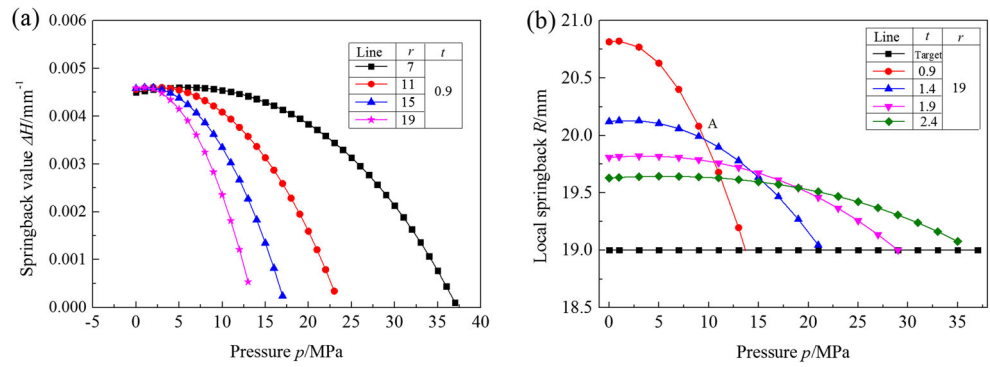 (a)
0.006
0.005
0.004
0.003
0.002
0.001
0.000
-5 0 5 10 15 20 25 30 35 40
Springback value ΔH/mm⁻¹
Pressure p/MPa
Line r t
7
11
15
19
0.9
(b)
21.0
20.5
20.0
19.5
19.0
18.5
0 5 10 15 20 25 30 35
Local springback R/mm
Pressure p/MPa
A
Line t r
Target
0.9
1.4
1.9
2.4
19